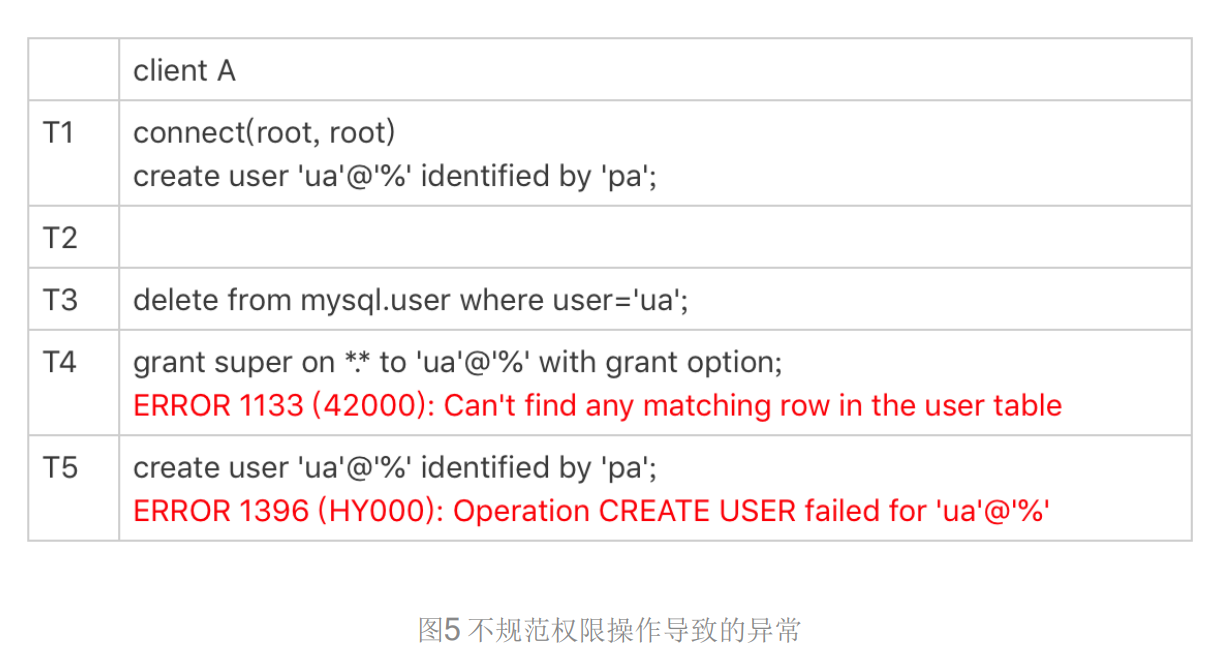 client A
T1
connect(root, root)
create user 'ua'@'%' identified by 'pa';
T2
T3
delete from mysql.user where user='ua';
T4
grant super on *.* to 'ua'@'%' with grant option;
ERROR 1133 (42000): Can't find any matching row in the user table
T5
create user 'ua'@'%' identified by 'pa';
ERROR 1396 (HY000): Operation CREATE USER failed for 'ua'@'%'
图5 不规范权限操作导致的异常